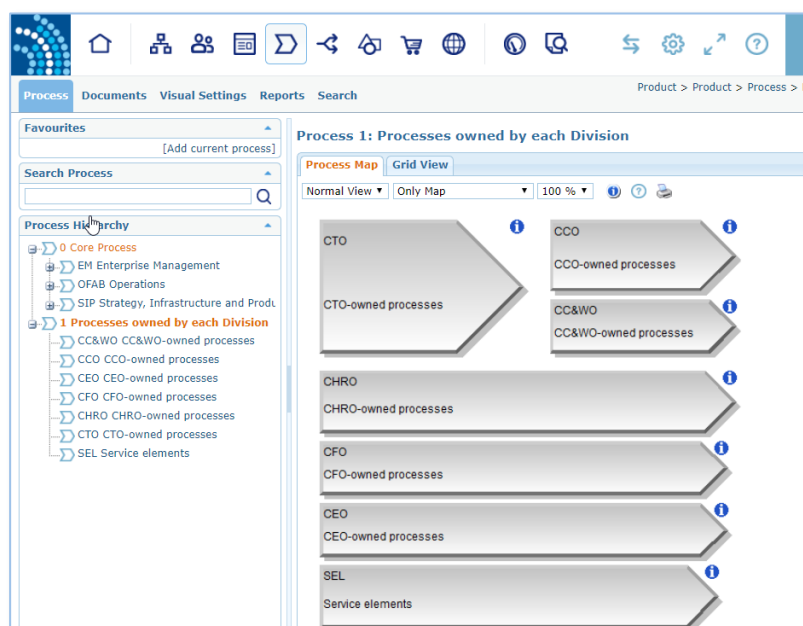 Process Documents Visual Settings Reports Search
Product > Product > Process >
Favourites
[Add current process]
Search Process
Process Hierarchy
0 Core Process
EM Enterprise Management
OFAB Operations
SIP Strategy, Infrastructure and Produ
1 Processes owned by each Division
CC&WO CC&WO-owned processes
CCO CCO-owned processes
CEO CEO-owned processes
CFO CFO-owned processes
CHRO CHRO-owned processes
CTO CTO-owned processes
SEL Service elements
Process 1: Processes owned by each Division
Process Map Grid View
Normal View Only Map 100 %
CTO
CTO-owned processes
CCO
CCO-owned processes
CC&WO
CC&WO-owned processes
CHRO
CHRO-owned processes
CFO
CFO-owned processes
CEO
CEO-owned processes
SEL
Service elements